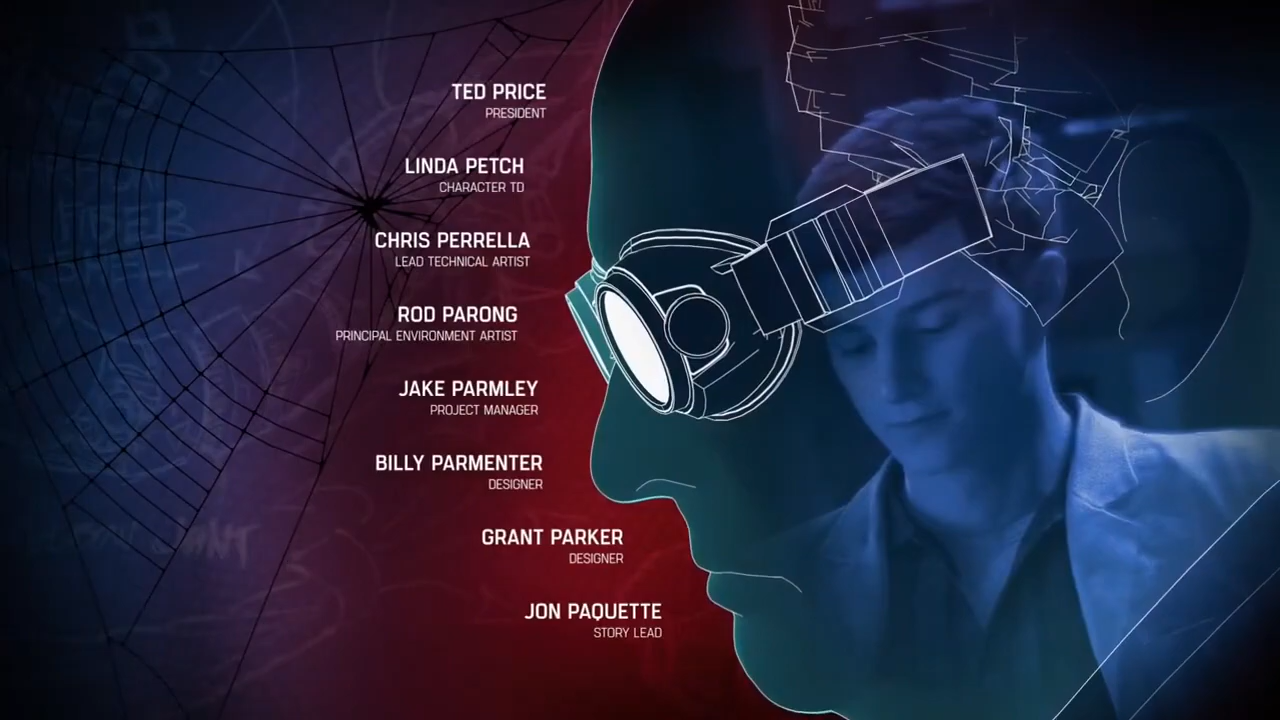 TED PRICE
PRESIDENT
LINDA PETCH
CHARACTER TD
CHRIS PERRELLA
LEAD TECHNICAL ARTIST
ROD PARONG
PRINCIPAL ENVIRONMENT ARTIST
JAKE PARMLEY
PROJECT MANAGER
BILLY PARMENTER
DESIGNER
GRANT PARKER
DESIGNER
JON PAQUETTE
STORY LEAD